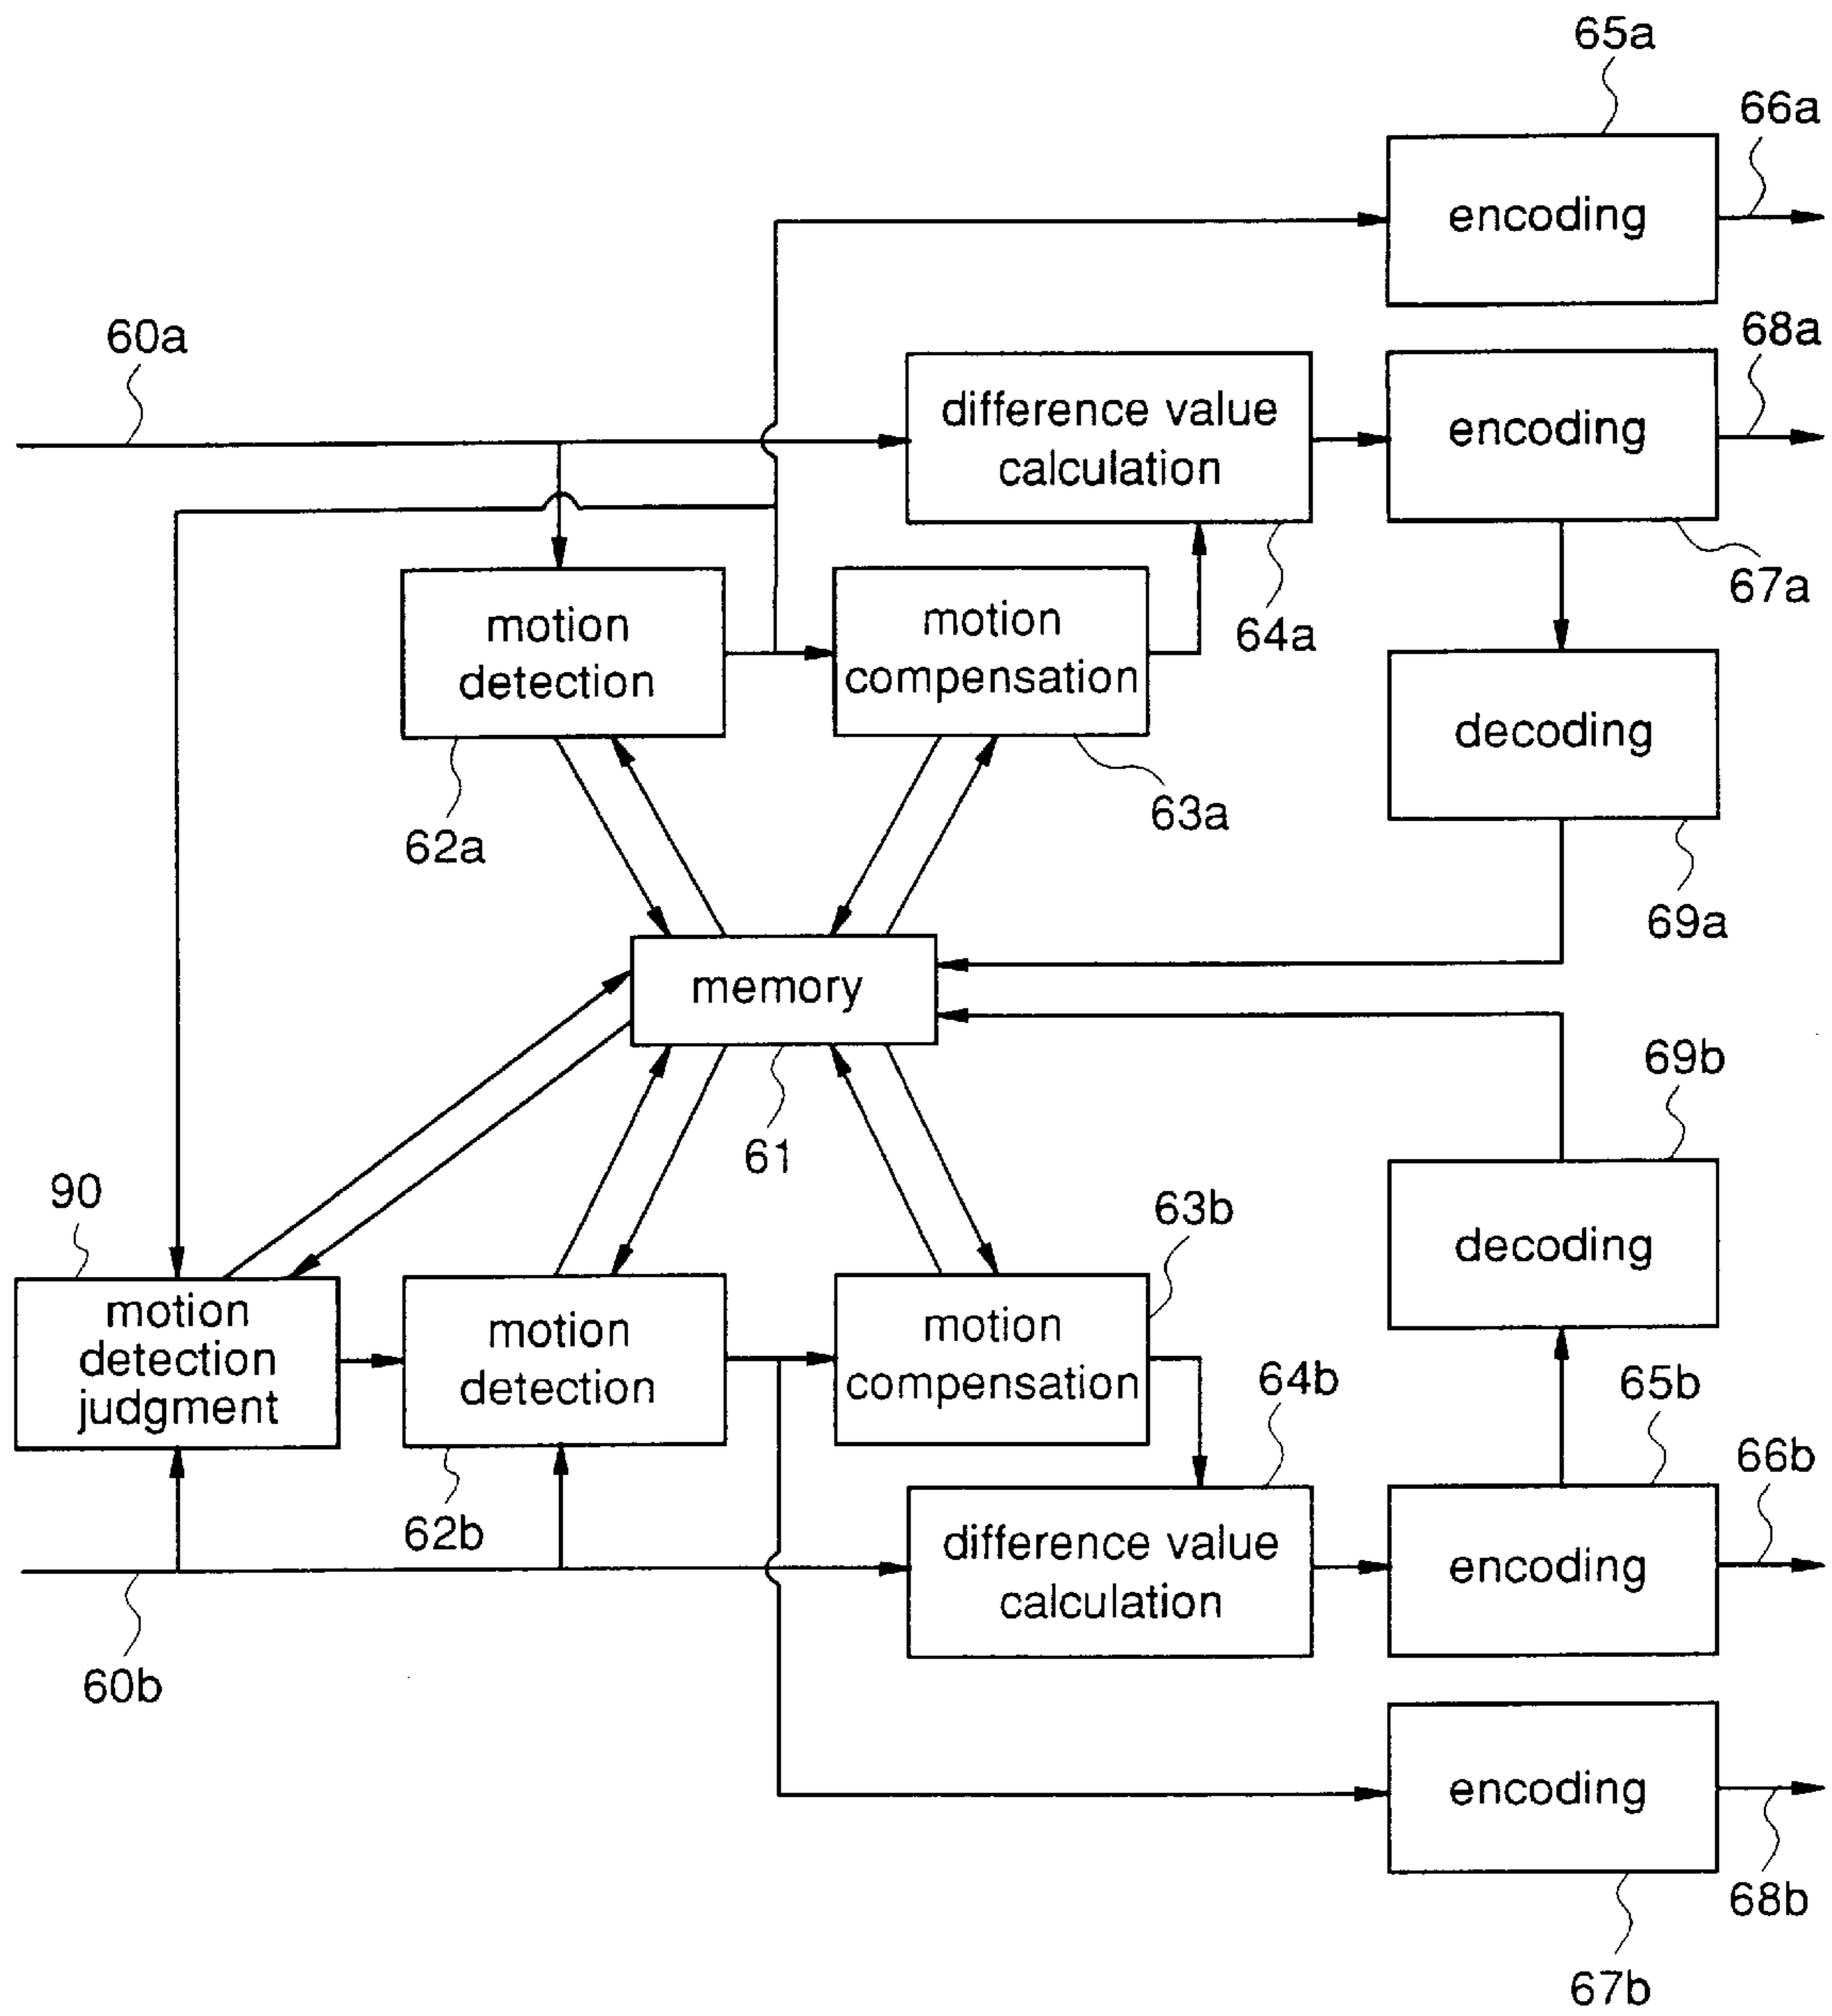 65a
66a
encoding
60a
68a
difference value
calculation
encoding
67a
motion
detection
motion
compensation
64a
decoding
62a
63a
69a
memory
61
69b
90
63b
decoding
motion
detection
judgment
motion
detection
motion
compensation
64b
65b
66b
62b
difference value
calculation
encoding
60b
encoding
68b
67b